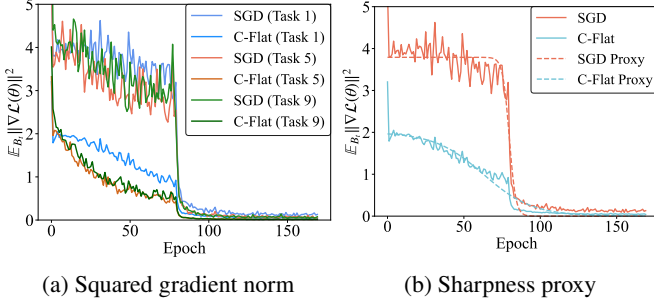 5
4
3
2
1
0
𝔼_{B_t}‖∇ℒ(θ)‖²
SGD (Task 1)
C-Flat (Task 1)
SGD (Task 5)
C-Flat (Task 5)
SGD (Task 9)
C-Flat (Task 9)
0 50 100 150
Epoch
(a) Squared gradient norm
5
4
3
2
1
0
𝔼_{B_t}‖∇ℒ(θ)‖²
SGD
C-Flat
SGD Proxy
C-Flat Proxy
0 50 100 150
Epoch
(b) Sharpness proxy